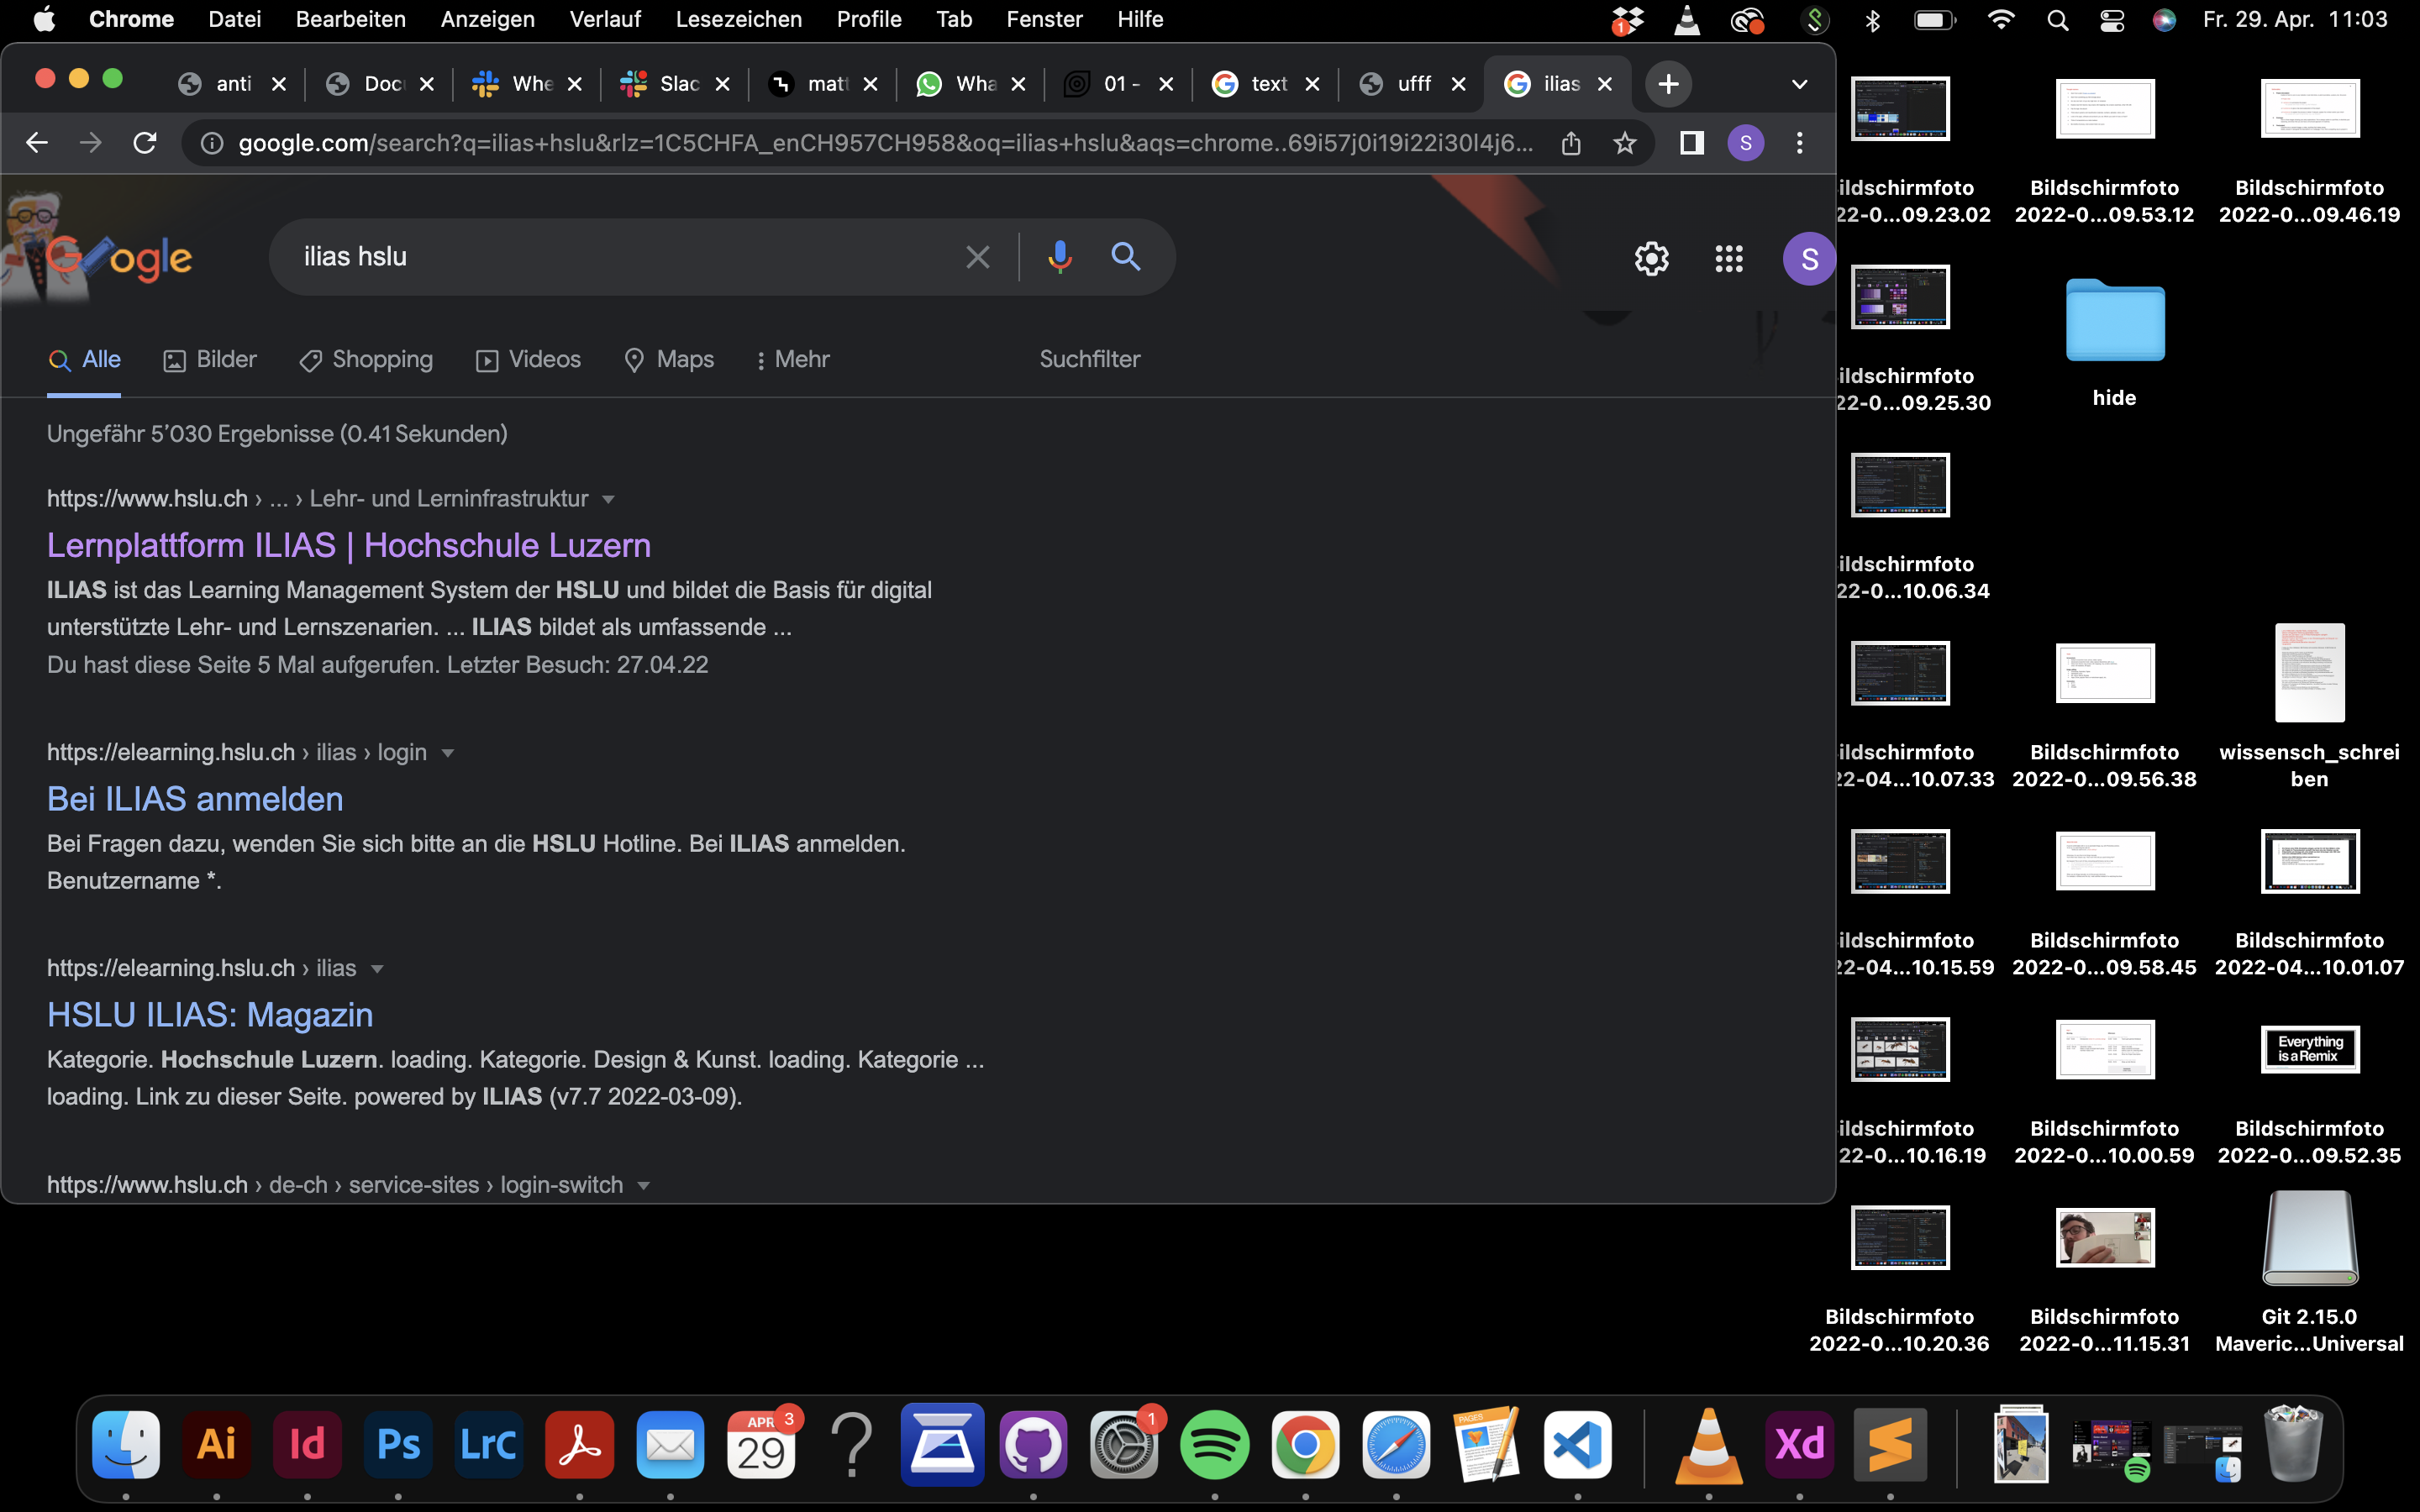 Chrome Datei Bearbeiten Anzeigen Verlauf Lesezeichen Profile Tab Fenster Hilfe
1
Fr. 29. Apr. 11:03
anti Doc Whe Slac matt Wha 01 - text ufff ilias
google.com/search?q=ilias+hslu&rlz=1C5CHFA_enCH957CH958&oq=ilias+hslu&aqs=chrome..69i57j0i19i22i30l4j6...
S
Google
ilias hslu
S
Alle Bilder Shopping Videos Maps Mehr Suchfilter
Ungefähr 5’030 Ergebnisse (0.41 Sekunden)
https://www.hslu.ch › ... › Lehr- und Lerninfrastruktur
Lernplattform ILIAS | Hochschule Luzern
ILIAS ist das Learning Management System der HSLU und bildet die Basis für digital
unterstützte Lehr- und Lernszenarien. ... ILIAS bildet als umfassende ...
Du hast diese Seite 5 Mal aufgerufen. Letzter Besuch: 27.04.22
https://elearning.hslu.ch › ilias › login
Bei ILIAS anmelden
Bei Fragen dazu, wenden Sie sich bitte an die HSLU Hotline. Bei ILIAS anmelden.
Benutzername *.
https://elearning.hslu.ch › ilias
HSLU ILIAS: Magazin
Kategorie. Hochschule Luzern. loading. Kategorie. Design & Kunst. loading. Kategorie ...
loading. Link zu dieser Seite. powered by ILIAS (v7.7 2022-03-09).
https://www.hslu.ch › de-ch › service-sites › login-switch
ildschirmfoto
22-0...09.23.02
Bildschirmfoto
2022-0...09.53.12
Bildschirmfoto
2022-0...09.46.19
ildschirmfoto
22-0...09.25.30
hide
ildschirmfoto
22-0...10.06.34
ildschirmfoto
22-04...10.07.33
Bildschirmfoto
2022-0...09.56.38
wissensch_schrei
ben
ildschirmfoto
22-04...10.15.59
Bildschirmfoto
2022-0...09.58.45
Bildschirmfoto
2022-04...10.01.07
Everything
is a Remix
ildschirmfoto
22-0...10.16.19
Bildschirmfoto
2022-0...10.00.59
Bildschirmfoto
2022-0...09.52.35
Bildschirmfoto
2022-0...10.20.36
Bildschirmfoto
2022-0...11.15.31
Git 2.15.0
Maveric...Universal
Ai Id Ps LrC
APR 3
29
?
1
PAGES
Xd